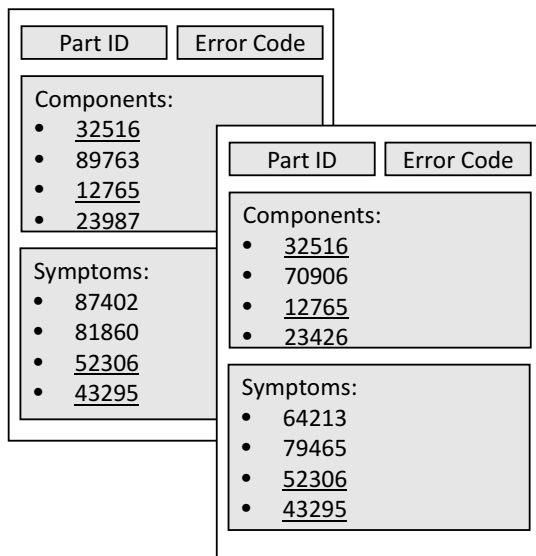 Part ID Error Code
Components:
• 32516
• 89763
• 12765
• 23987
Symptoms:
• 87402
• 81860
• 52306
• 43295
Part ID Error Code
Components:
• 32516
• 70906
• 12765
• 23426
Symptoms:
• 64213
• 79465
• 52306
• 43295